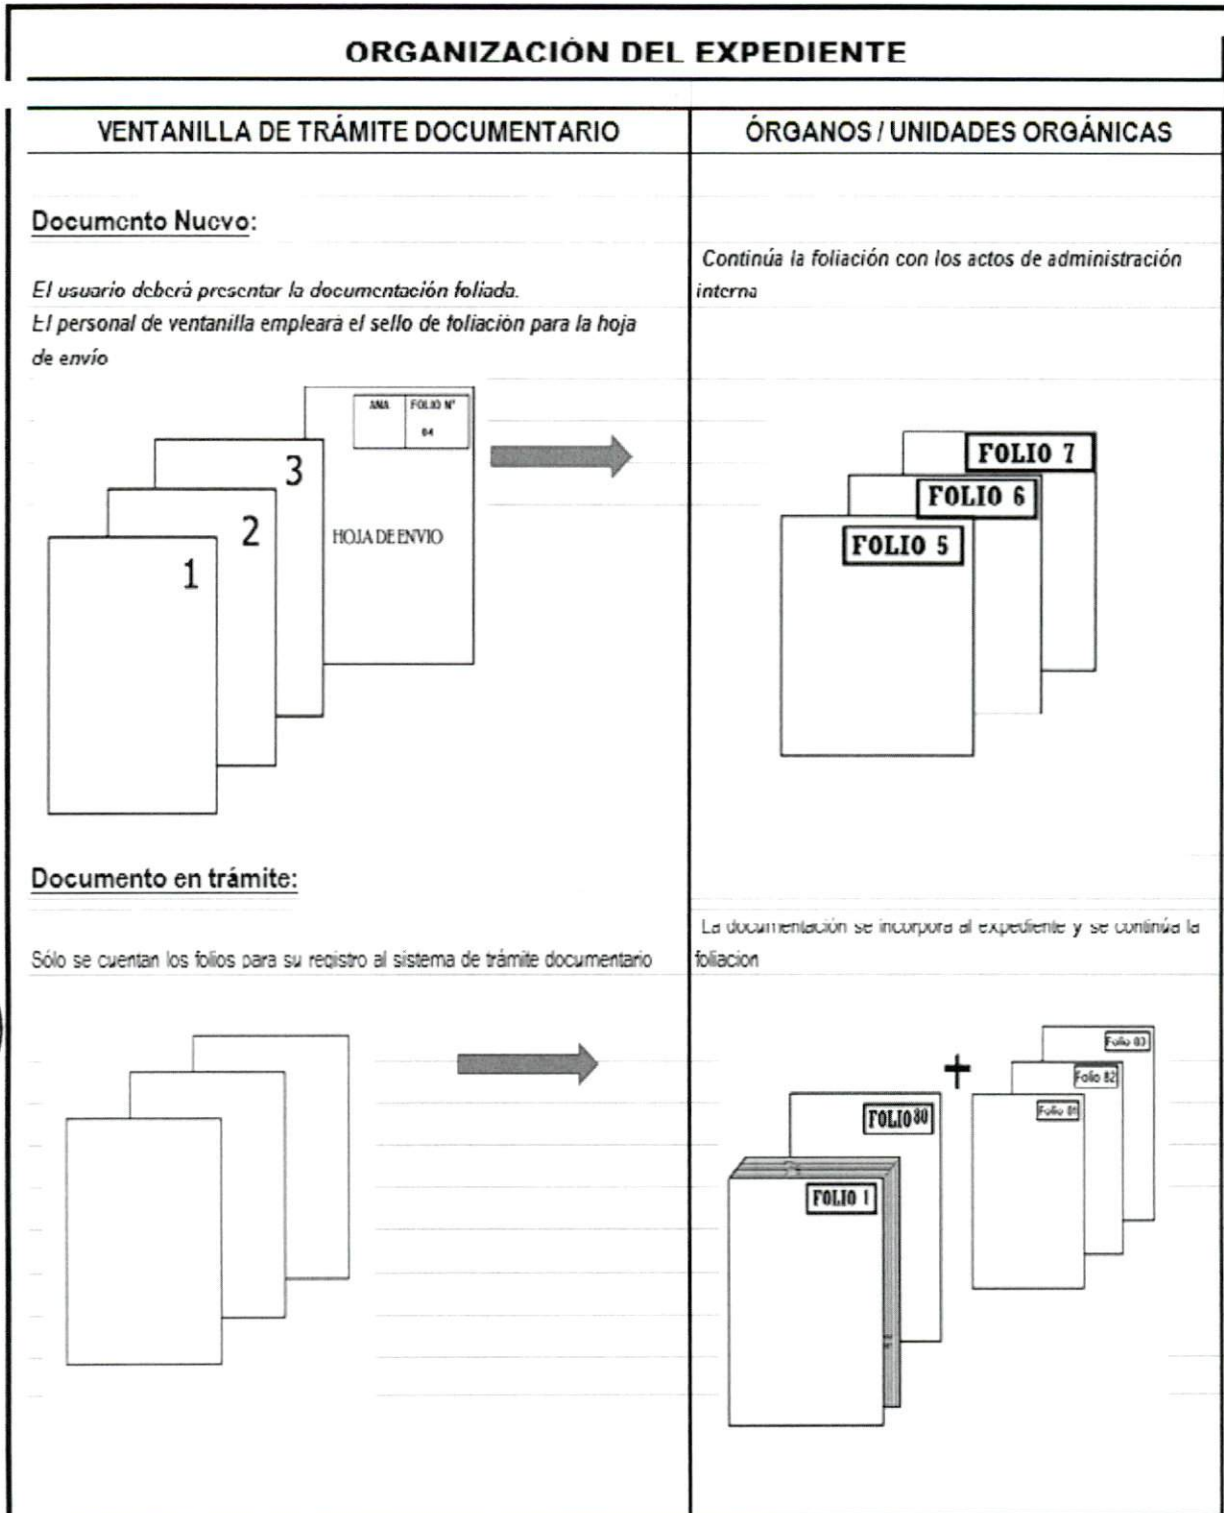 ORGANIZACIÓN DEL EXPEDIENTE
VENTANILLA DE TRÁMITE DOCUMENTARIO
ÓRGANOS / UNIDADES ORGÁNICAS
Documento Nuevo:
El usuario deberá presentar la documentación foliada.
El personal de ventanilla empleará el sello de foliación para la hoja
de envío
Continúa la foliación con los actos de administración
interna
1
2
3
ANA
FOLIO N°
04
HOJA DE ENVIO
FOLIO 5
FOLIO 6
FOLIO 7
Documento en trámite:
Sólo se cuentan los folios para su registro al sistema de trámite documentario
La documentación se incorpora al expediente y se continúa la
foliacion
FOLIO 1
FOLIO 80
+
Folio 81
Folio 82
Folio 83